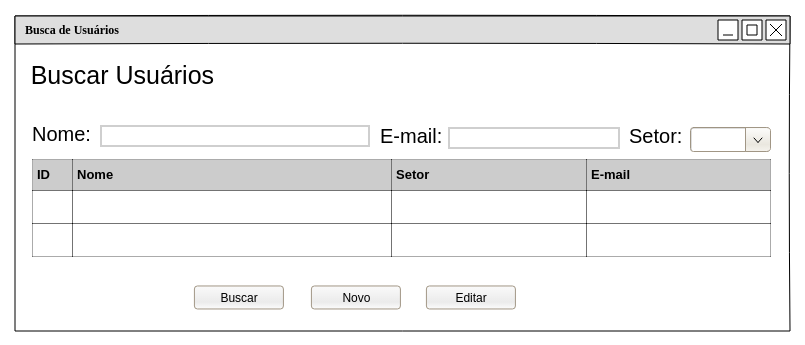 Busca de Usuários
Buscar Usuários
Nome: E-mail: Setor:
ID Nome Setor E-mail
Buscar Novo Editar